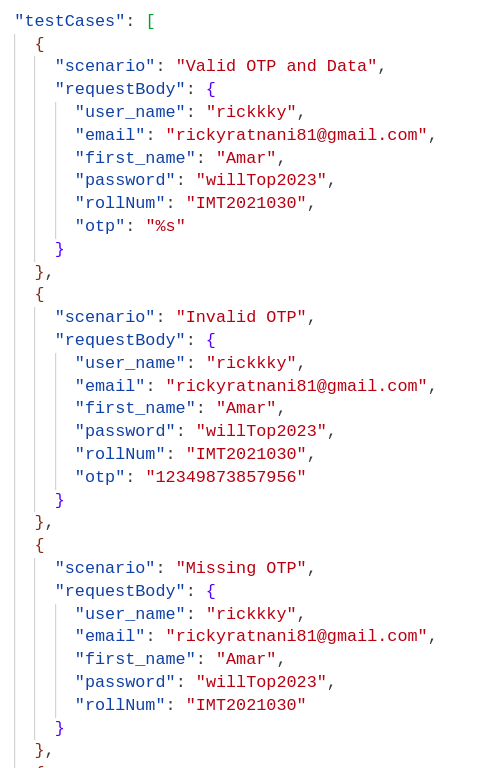 "testCases": [
{
"scenario": "Valid OTP and Data",
"requestBody": {
"user_name": "rickkky",
"email": "rickyratnani81@gmail.com",
"first_name": "Amar",
"password": "willTop2023",
"rollNum": "IMT2021030",
"otp": "%s"
}
},
{
"scenario": "Invalid OTP",
"requestBody": {
"user_name": "rickkky",
"email": "rickyratnani81@gmail.com",
"first_name": "Amar",
"password": "willTop2023",
"rollNum": "IMT2021030",
"otp": "12349873857956"
}
},
{
"scenario": "Missing OTP",
"requestBody": {
"user_name": "rickkky",
"email": "rickyratnani81@gmail.com",
"first_name": "Amar",
"password": "willTop2023",
"rollNum": "IMT2021030"
}
},
{